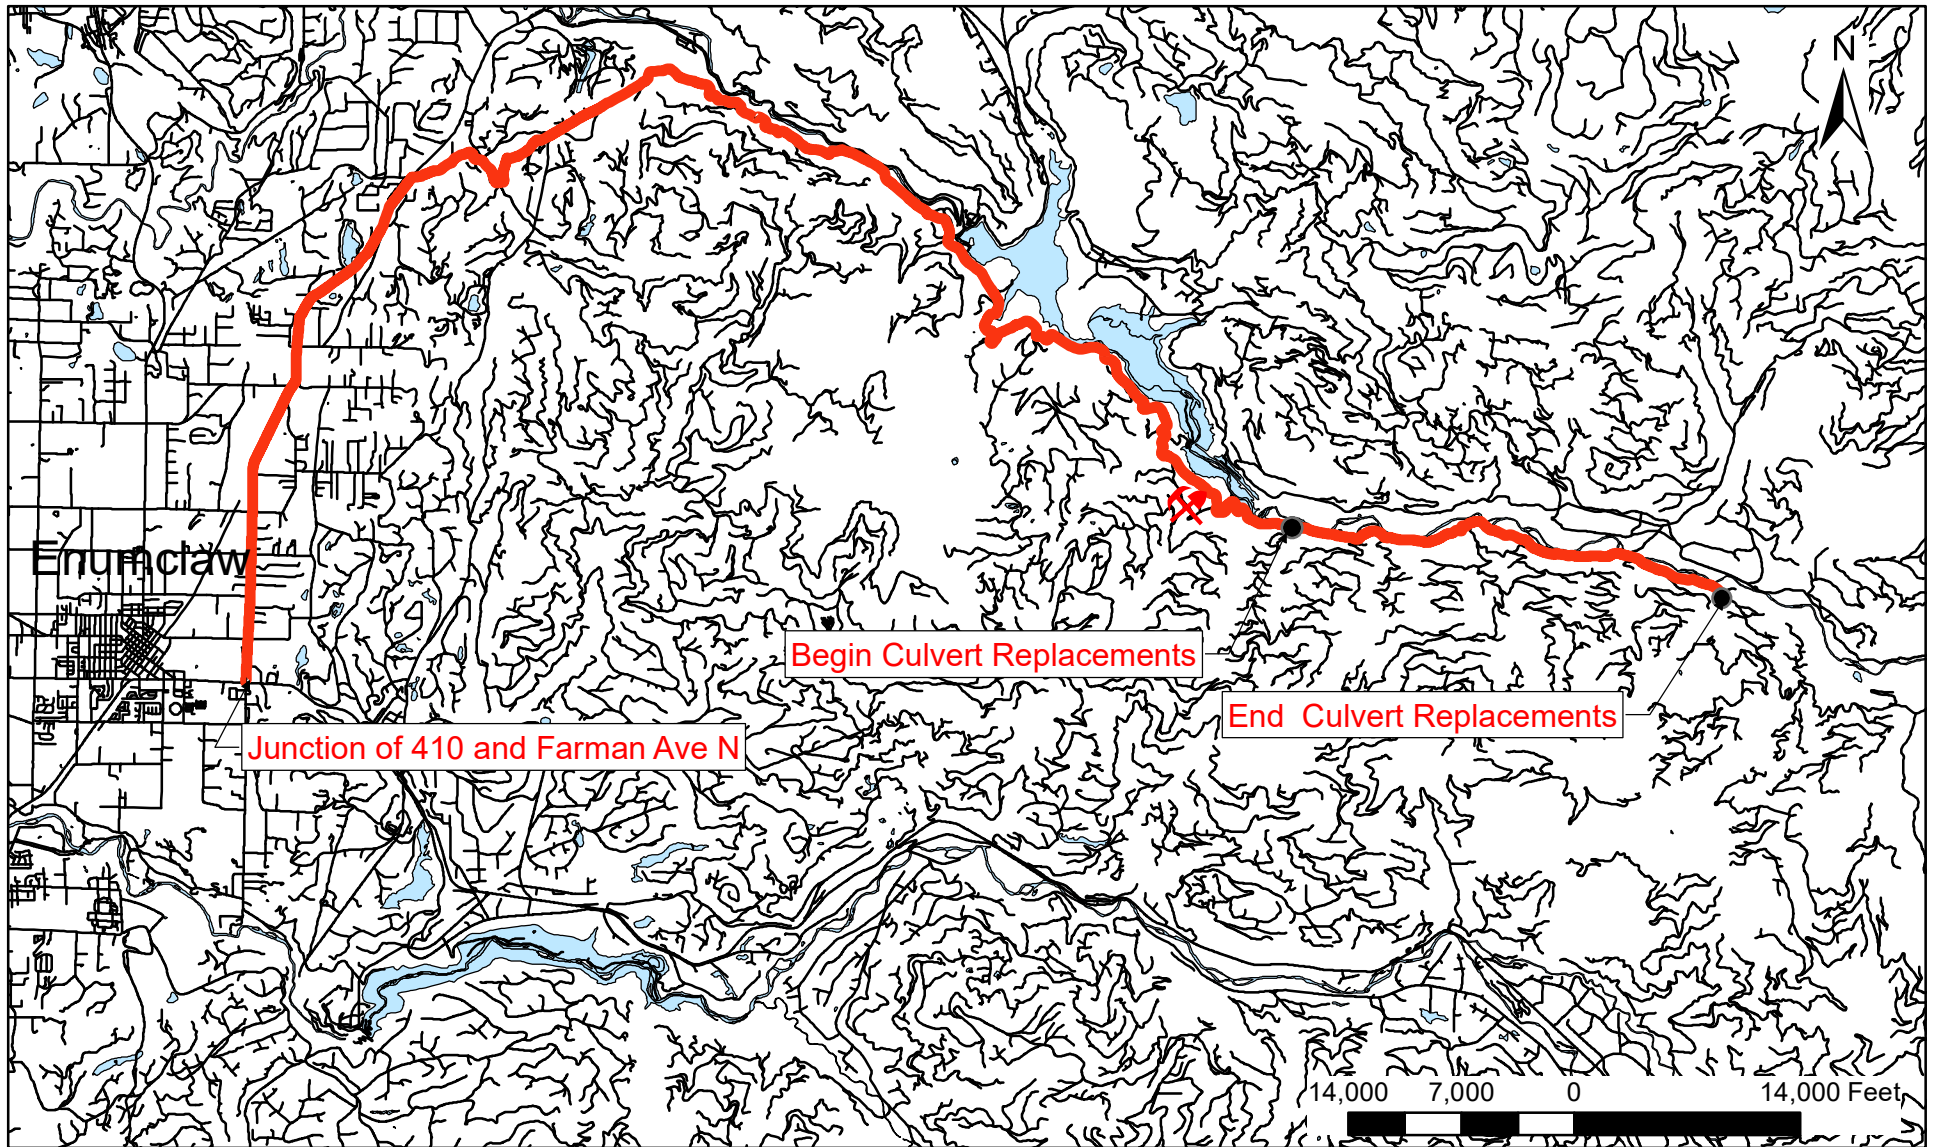 N
Enumclaw
Begin Culvert Replacements
End  Culvert Replacements
Junction of 410 and Farman Ave N
14,000 7,000 0 14,000 Feet